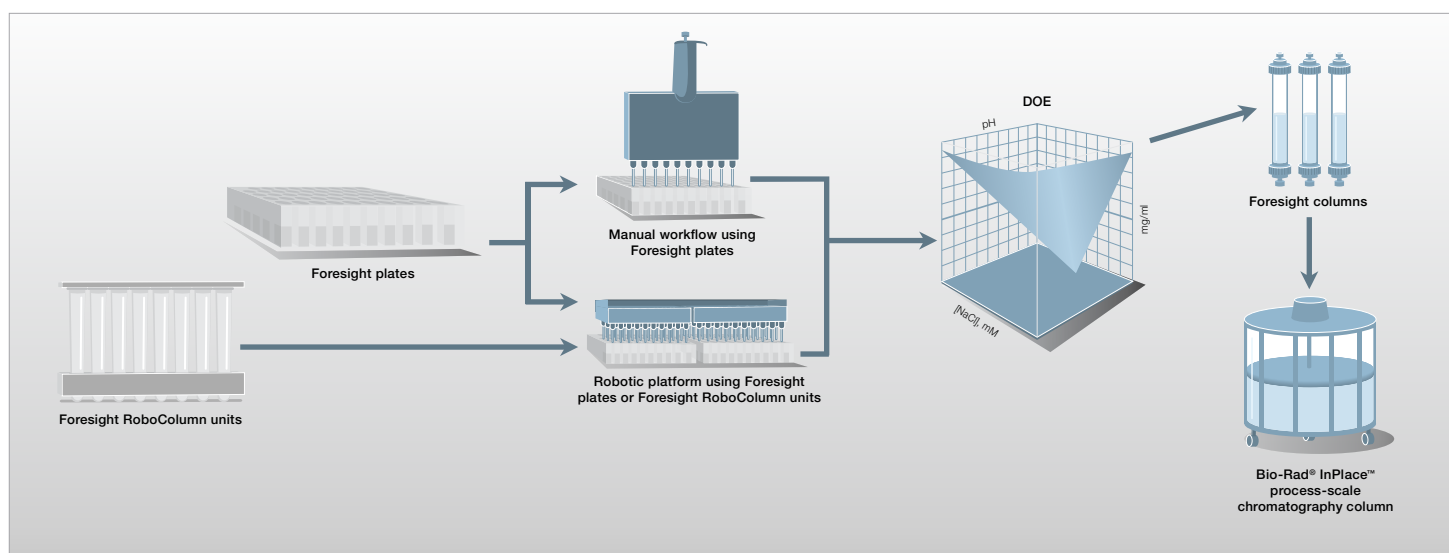 Foresight plates
Foresight RoboColumn units
Manual workflow using
Foresight plates
Robotic platform using Foresight
plates or Foresight RoboColumn units
DOE
pH
mg/ml
[NaCl], mM
Foresight columns
Bio-Rad® InPlace™
process-scale
chromatography column